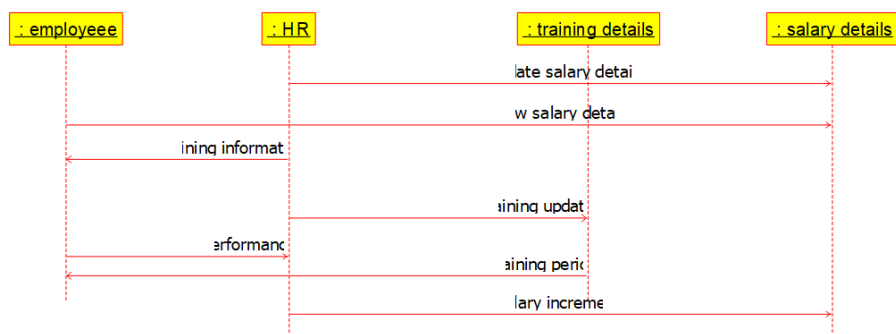 : employeee
: HR
: training details
: salary details
late salary detai
w salary deta
ining informat
aining updat
erformanc
aining peric
lary increme